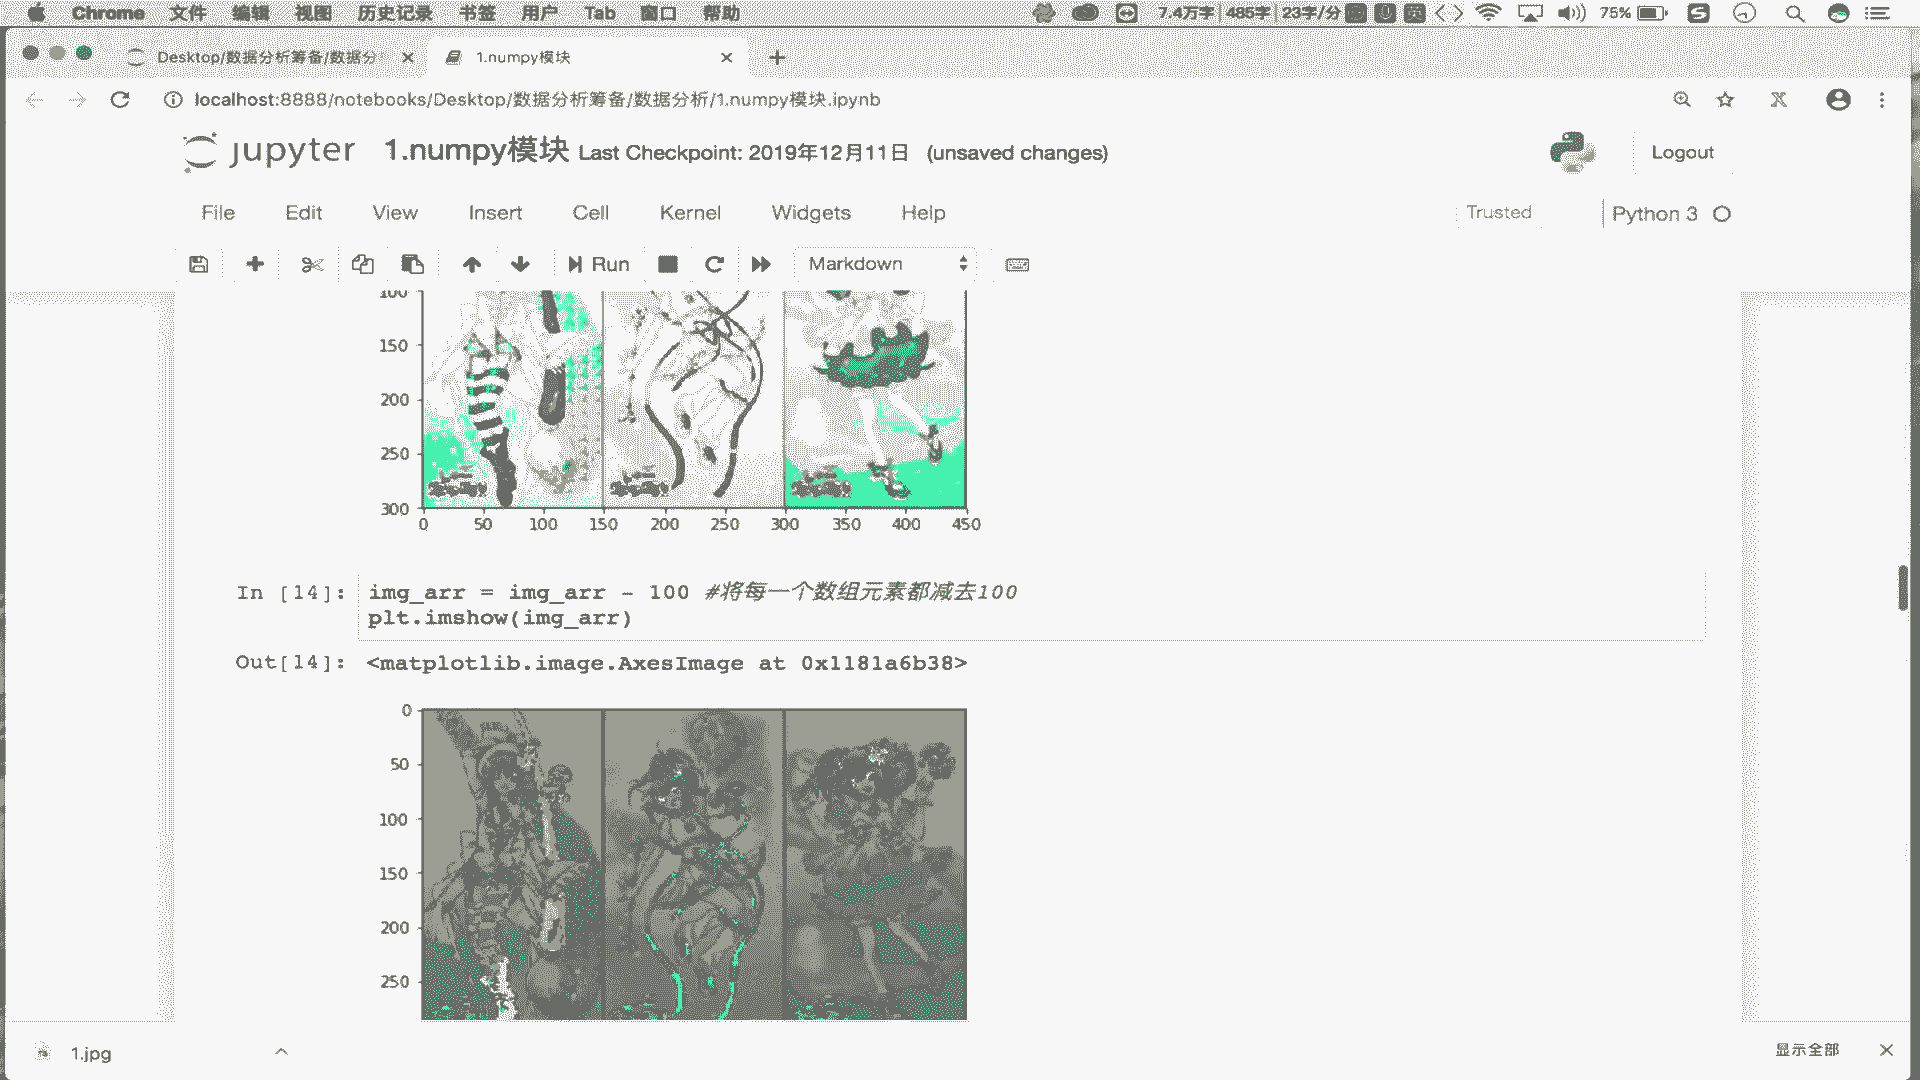 Chrome 文件 编辑 视图 历史记录 书签 用户 Tab 窗口 帮助 7.4万字 485字 23字/分 英 75%
Desktop/数据分析筹备/数据分 1.numpy模块
localhost:8888/notebooks/Desktop/数据分析筹备/数据分析/1.numpy模块.ipynb
jupyter 1.numpy模块 Last Checkpoint: 2019年12月11日 (unsaved changes) Logout
File Edit View Insert Cell Kernel Widgets Help Trusted Python 3
Run Markdown
100
150
200
250
300
0 50 100 150 200 250 300 350 400 450
In [14]: img_arr = img_arr - 100 #将每一个数组元素都减去100
plt.imshow(img_arr)
Out[14]: <matplotlib.image.AxesImage at 0x1181a6b38>
0
50
100
150
200
250
1.jpg 显示全部